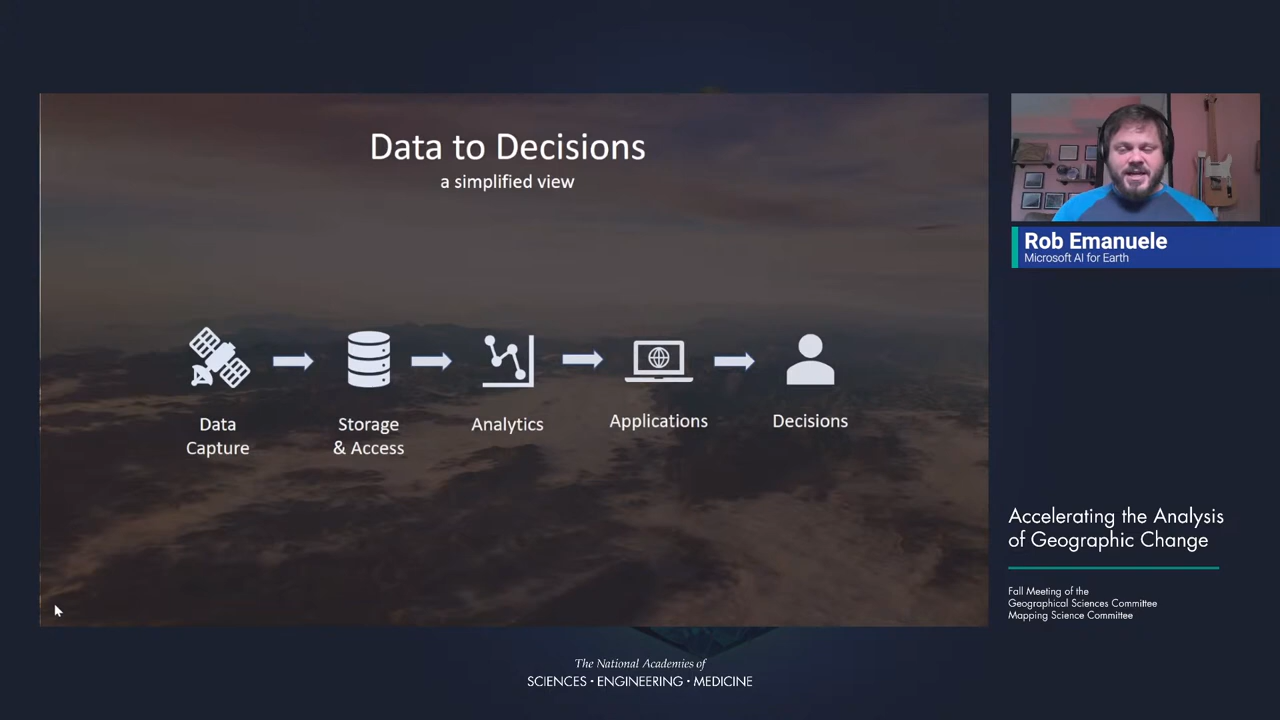 Data to Decisions
a simplified view
Data
Capture
Storage
& Access
Analytics
Applications
Decisions
Rob Emanuele
Microsoft AI for Earth
Accelerating the Analysis
of Geographic Change
Fall Meeting of the
Geographical Sciences Committee
Mapping Science Committee
The National Academies of
SCIENCES • ENGINEERING • MEDICINE